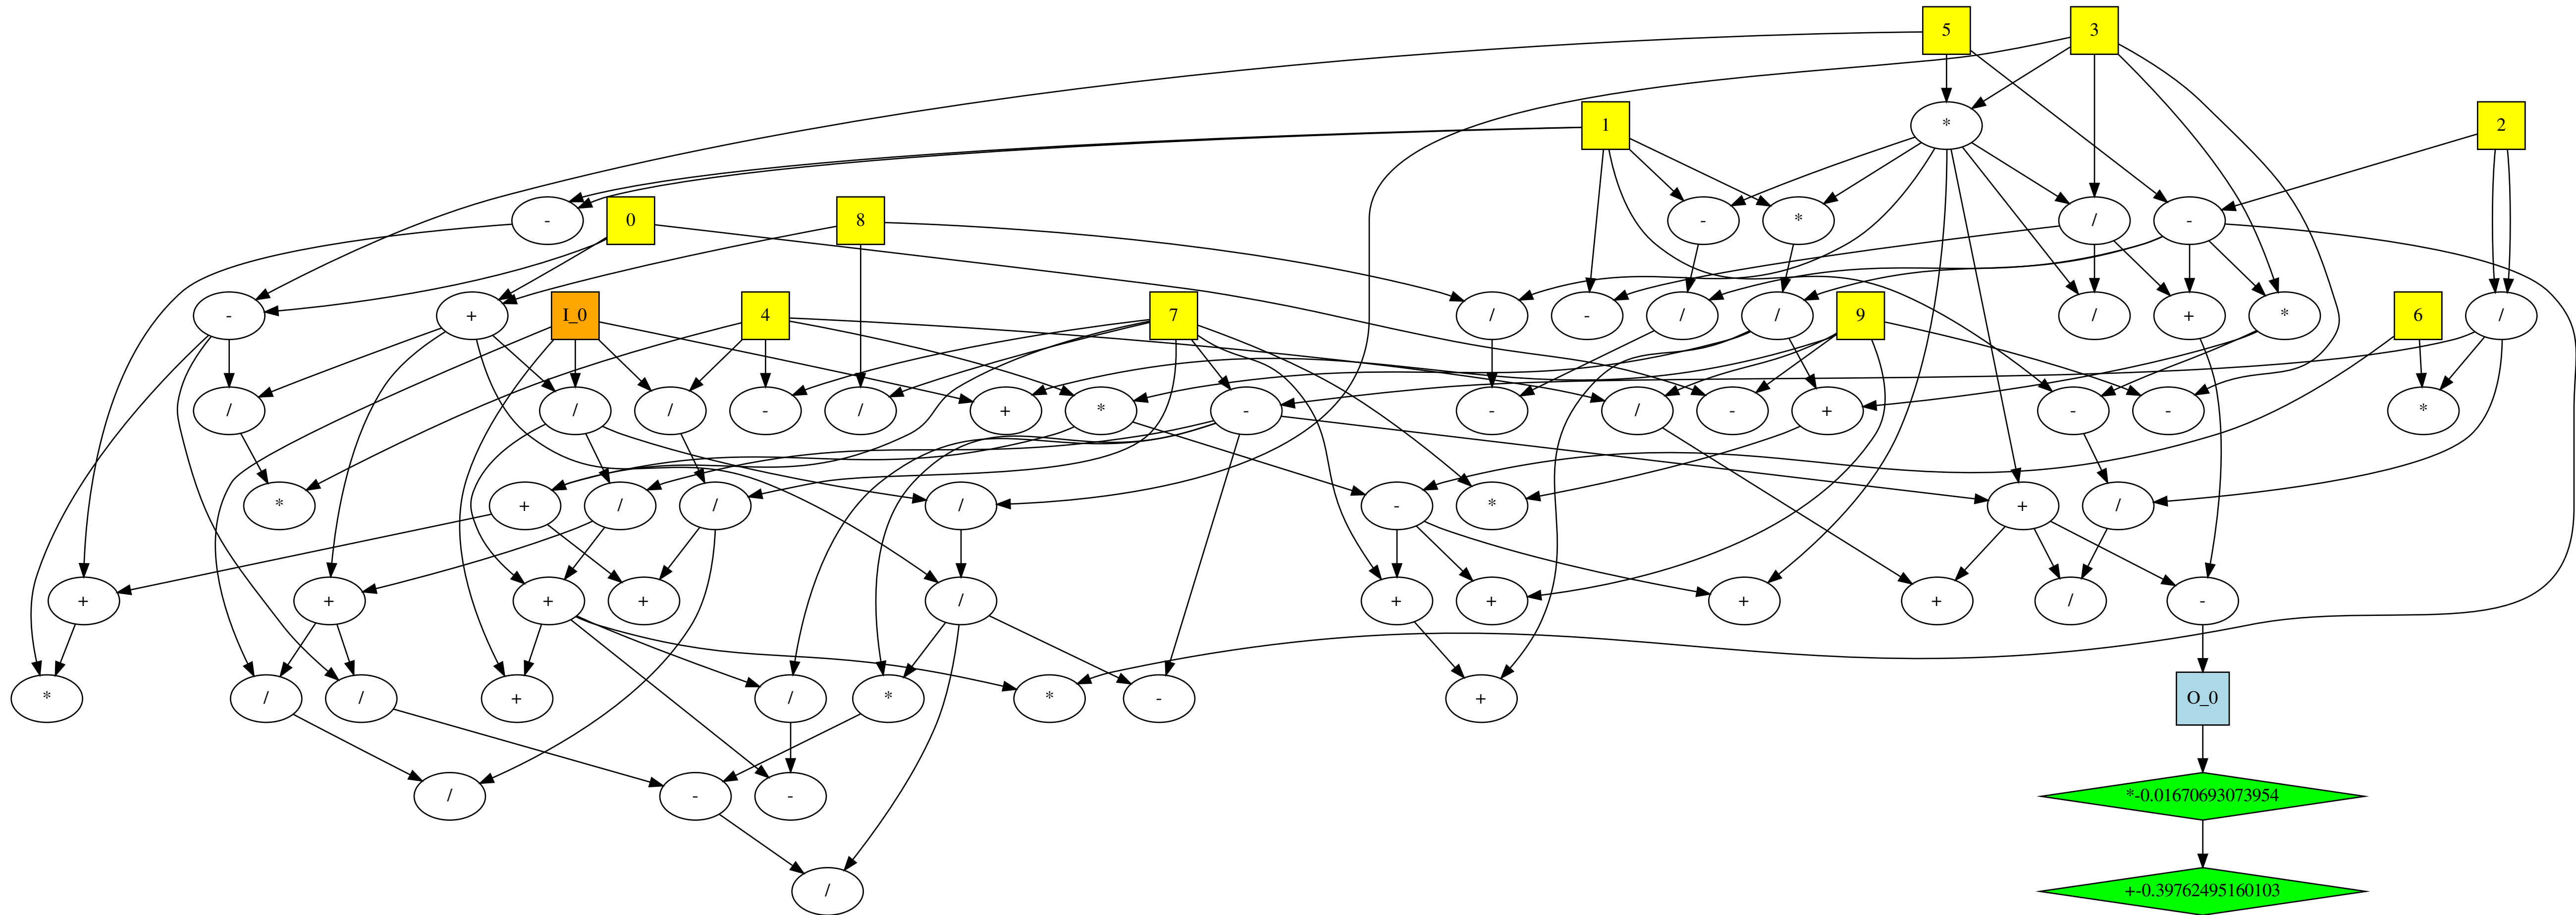 5 3
1 * 2
- 0 8 - * / -
- + I_0 4 / - / / 7 9 / + * 6 /
/ / / - / + * - - / - + - - *
* + / / / - * + /
+ + + + / + + + + / -
* / / + / * * - + O_0
/ - - *-0.01670693073954
/ +-0.39762495160103